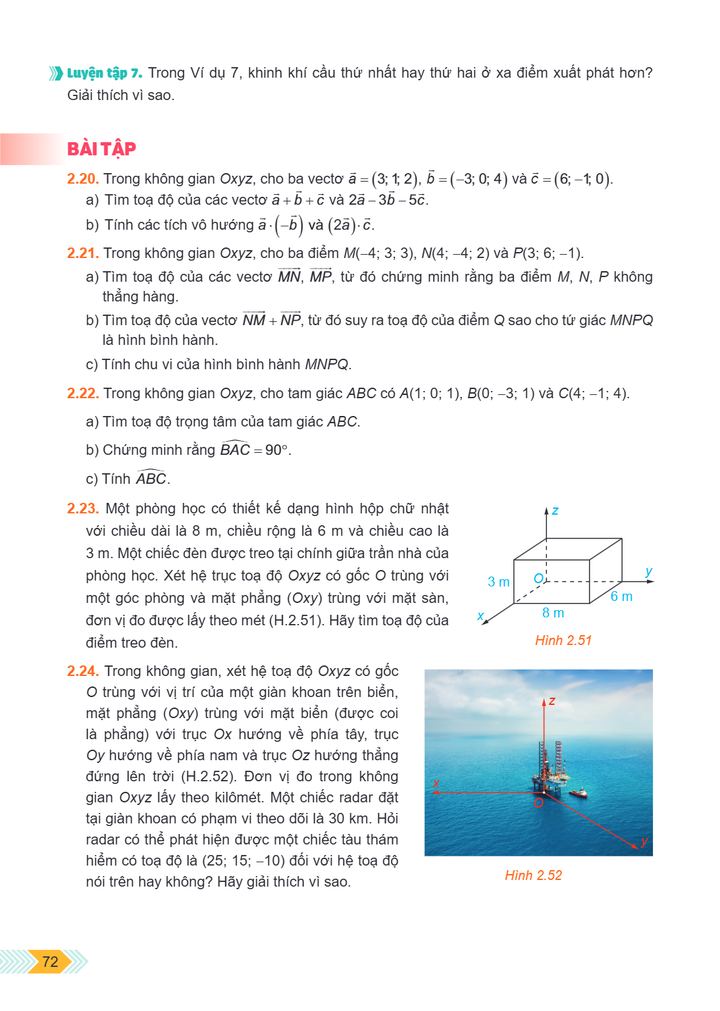 Luyện tập 7. Trong Ví dụ 7, khinh khí cầu thứ nhất hay thứ hai ở xa điểm xuất phát hơn?
Giải thích vì sao.
BÀI TẬP
2.20. Trong không gian Oxyz, cho ba vectơ a⃗ = (3; 1; 2), b⃗ = (−3; 0; 4) và c⃗ = (6; −1; 0).
a) Tìm toạ độ của các vectơ a⃗ + b⃗ + c⃗ và 2a⃗ − 3b⃗ − 5c⃗.
b) Tính các tích vô hướng a⃗ · (−b⃗) và (2a⃗) · c⃗.
2.21. Trong không gian Oxyz, cho ba điểm M(−4; 3; 3), N(4; −4; 2) và P(3; 6; −1).
a) Tìm toạ độ của các vectơ MN⃗, MP⃗, từ đó chứng minh rằng ba điểm M, N, P không
thẳng hàng.
b) Tìm toạ độ của vectơ NM⃗ + NP⃗, từ đó suy ra toạ độ của điểm Q sao cho tứ giác MNPQ
là hình bình hành.
c) Tính chu vi của hình bình hành MNPQ.
2.22. Trong không gian Oxyz, cho tam giác ABC có A(1; 0; 1), B(0; −3; 1) và C(4; −1; 4).
a) Tìm toạ độ trọng tâm của tam giác ABC.
b) Chứng minh rằng B̂AC = 90°.
c) Tính ÂBC.
2.23. Một phòng học có thiết kế dạng hình hộp chữ nhật
với chiều dài là 8 m, chiều rộng là 6 m và chiều cao là
3 m. Một chiếc đèn được treo tại chính giữa trần nhà của
phòng học. Xét hệ trục toạ độ Oxyz có gốc O trùng với
một góc phòng và mặt phẳng (Oxy) trùng với mặt sàn,
đơn vị đo được lấy theo mét (H.2.51). Hãy tìm toạ độ của
điểm treo đèn.
z
y
3 m
O
6 m
x
8 m
Hình 2.51
2.24. Trong không gian, xét hệ toạ độ Oxyz có gốc
O trùng với vị trí của một giàn khoan trên biển,
mặt phẳng (Oxy) trùng với mặt biển (được coi
là phẳng) với trục Ox hướng về phía tây, trục
Oy hướng về phía nam và trục Oz hướng thẳng
đứng lên trời (H.2.52). Đơn vị đo trong không
gian Oxyz lấy theo kilômét. Một chiếc radar đặt
tại giàn khoan có phạm vi theo dõi là 30 km. Hỏi
radar có thể phát hiện được một chiếc tàu thám
hiểm có toạ độ là (25; 15; −10) đối với hệ toạ độ
nói trên hay không? Hãy giải thích vì sao.
z
x
O
y
Hình 2.52
72